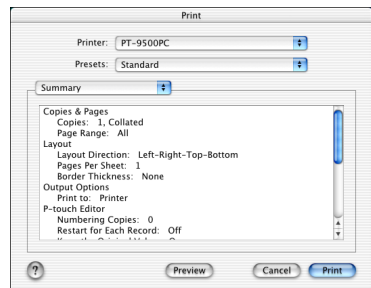 Print
Printer: PT-9500PC
Presets: Standard
Summary
Copies & Pages
Copies: 1, Collated
Page Range: All
Layout
Layout Direction: Left-Right-Top-Bottom
Pages Per Sheet: 1
Border Thickness: None
Output Options
Print to: Printer
P-touch Editor
Numbering Copies: 0
Restart for Each Record: Off
? Preview Cancel Print